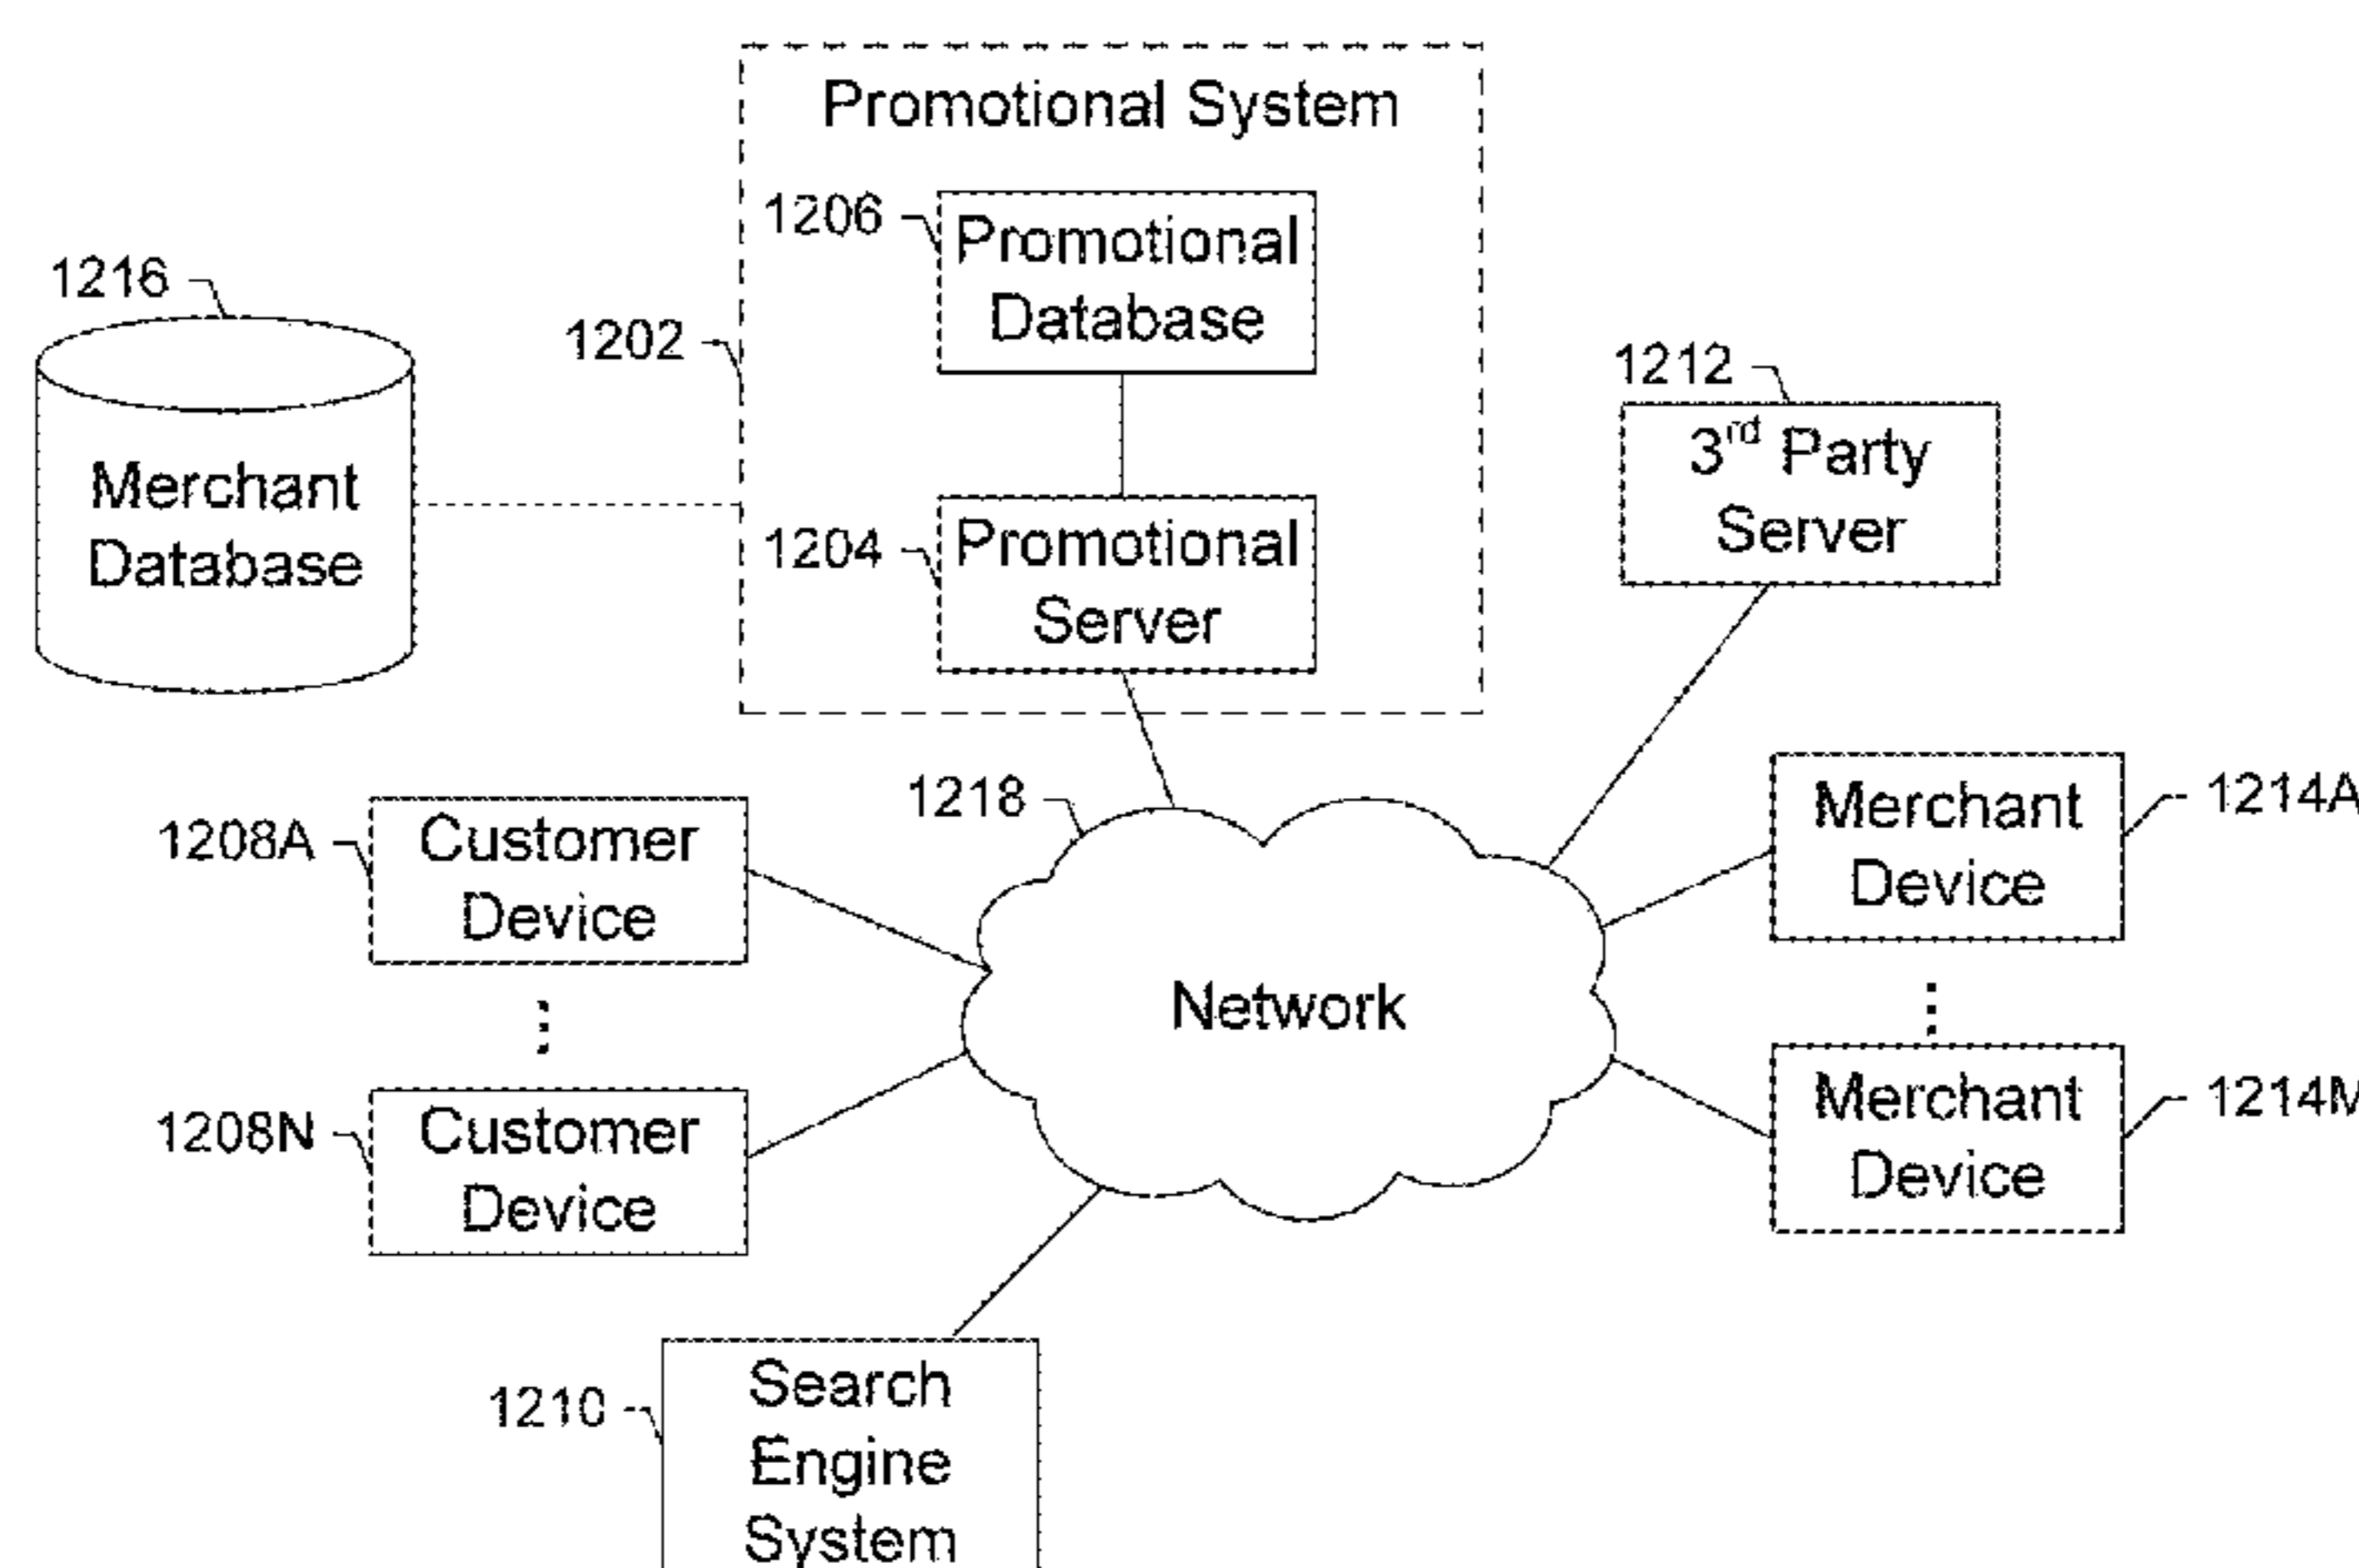 Promotional System
1206
Promotional
Database
1216
1202
Merchant
Database
1204
Promotional
Server
1212
3rd Party
Server
1218
1208A
Customer
Device
1214A
Merchant
Device
Network
1208N
Customer
Device
1214M
Merchant
Device
1210
Search
Engine
System